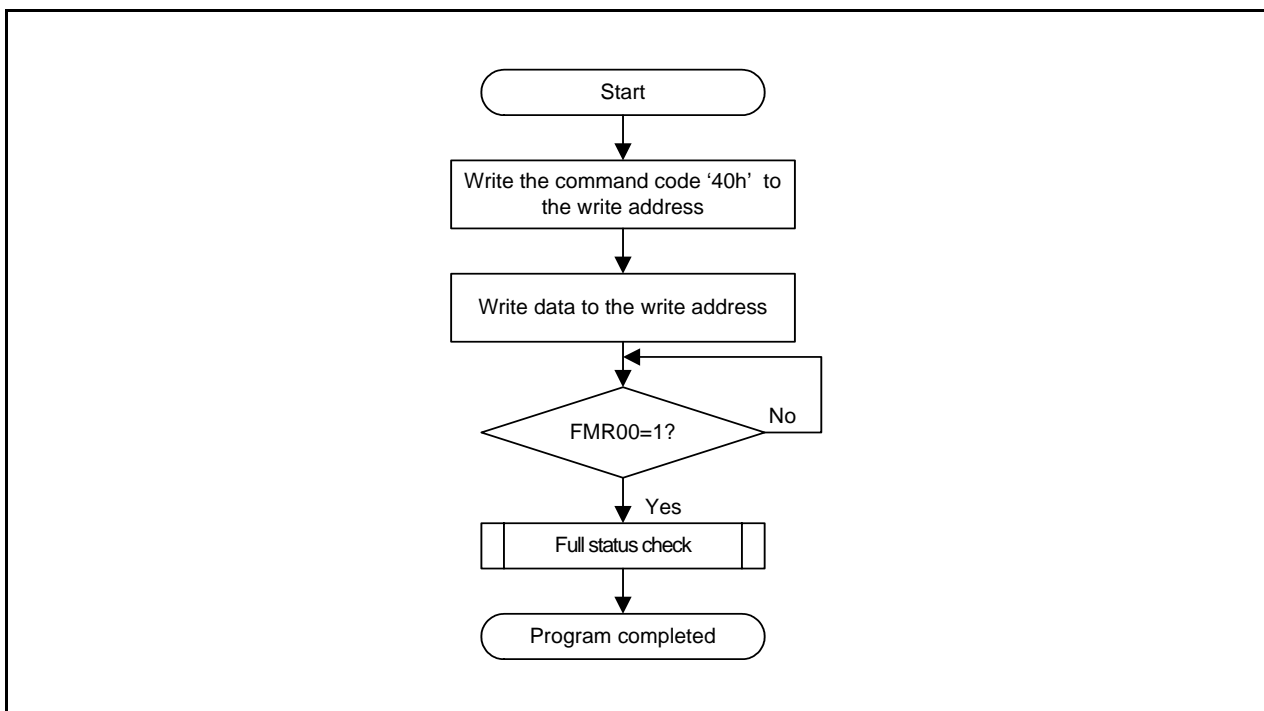 Start
Write the command code ‘40h’ to
the write address
Write data to the write address
FMR00=1?
No
Yes
Full status check
Program completed